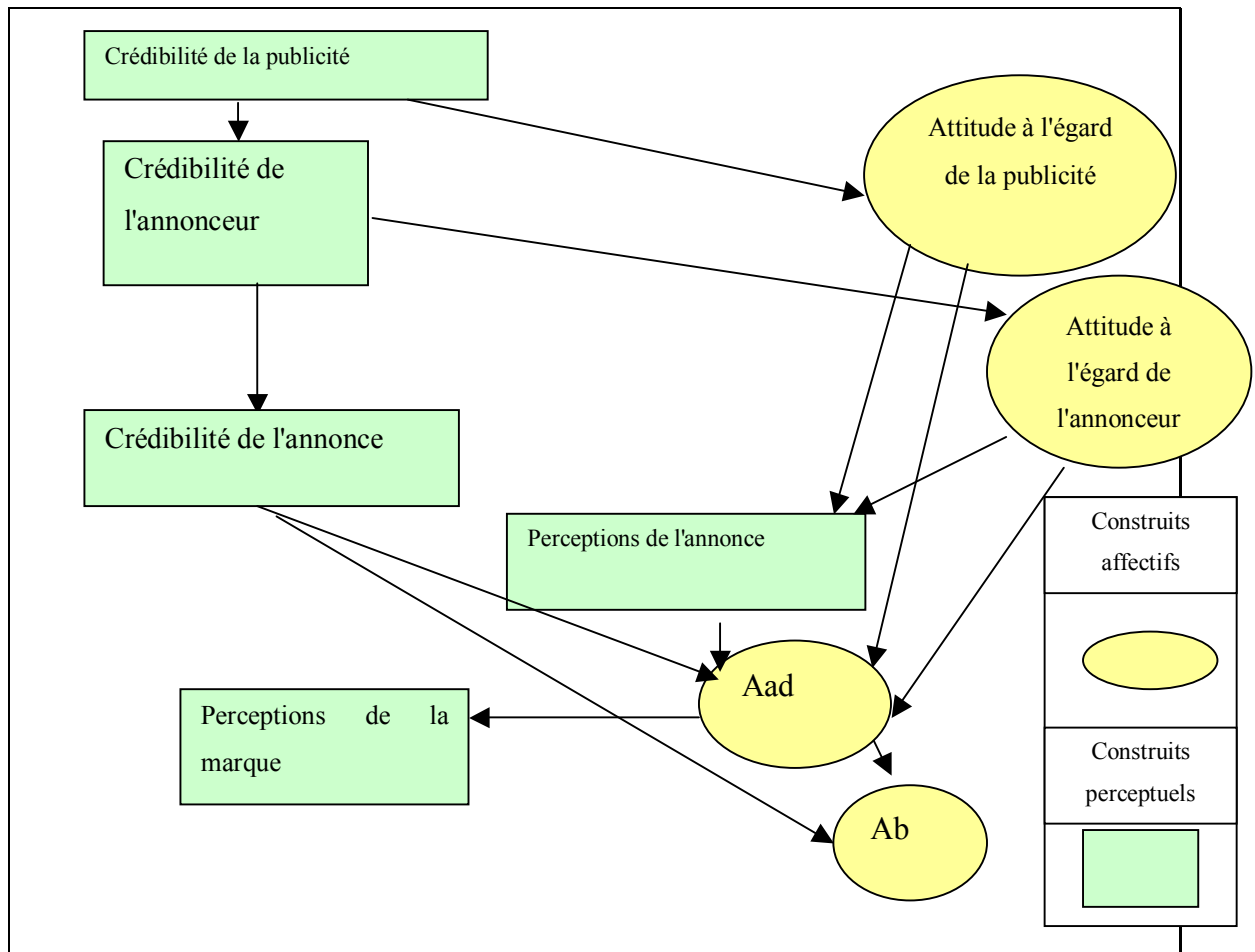 Crédibilité de la publicité
Attitude à l'égard
de la publicité
Crédibilité de
l'annonceur
Attitude à
l'égard de
l'annonceur
Crédibilité de l'annonce
Perceptions de l'annonce
Construits
affectifs
Aad
Perceptions de la
marque
Construits
perceptuels
Ab